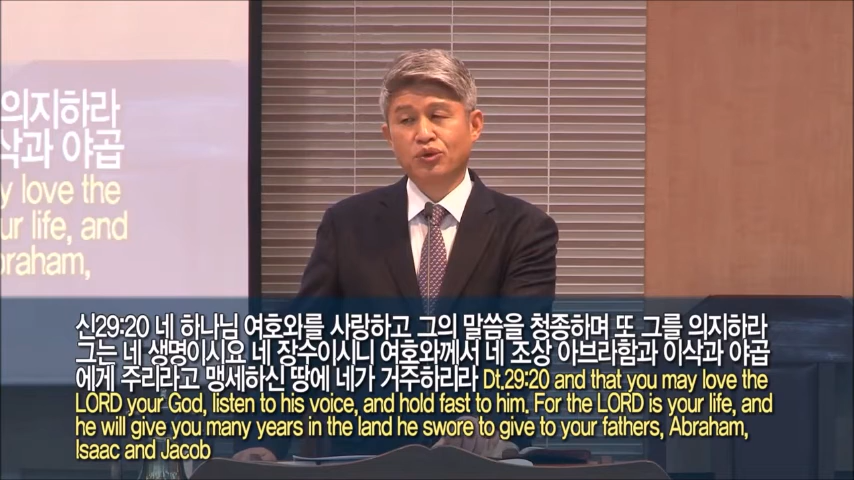 의지하라
삭과 야곱
y love the
ur life, and
braham,
신29:20 네 하나님 여호와를 사랑하고 그의 말씀을 청종하며 또 그를 의지하라
그는 네 생명이시요 네 장수이시니 여호와께서 네 조상 아브라함과 이삭과 야곱
에게 주리라고 맹세하신 땅에 네가 거주하리라 Dt.29:20 and that you may love the
LORD your God, listen to his voice, and hold fast to him. For the LORD is your life, and
he will give you many years in the land he swore to give to your fathers, Abraham,
Isaac and Jacob